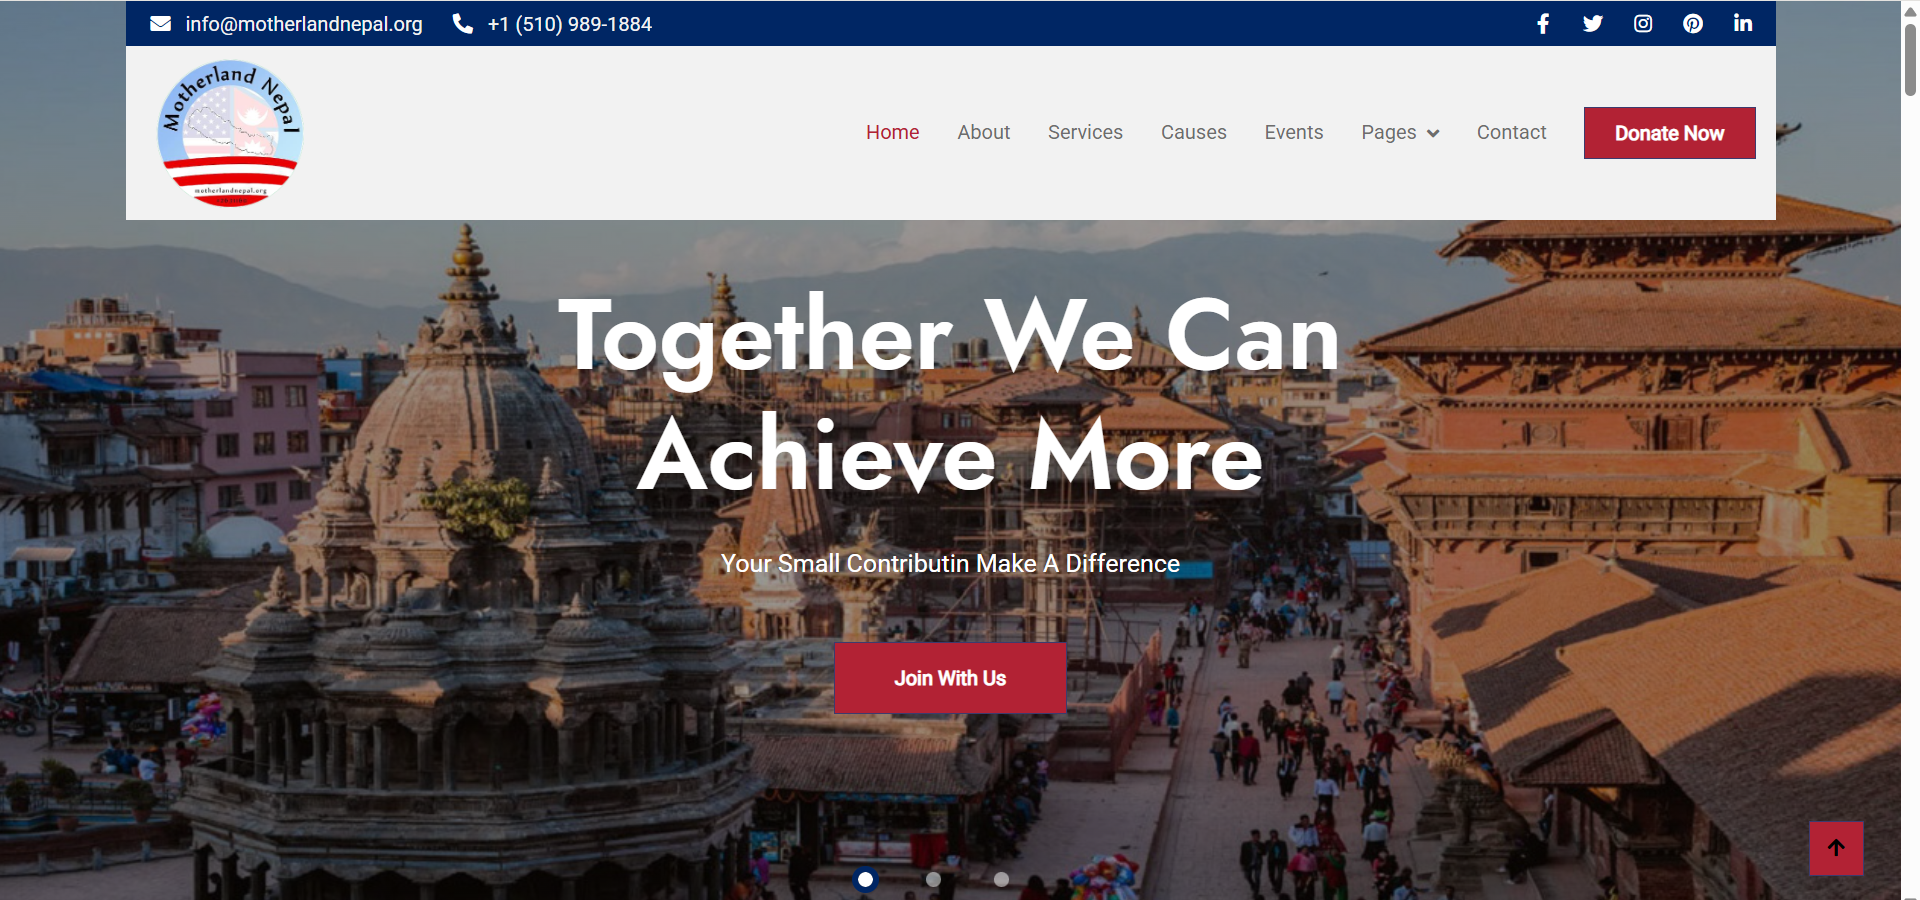 info@motherlandnepal.org +1 (510) 989-1884
Motherland Nepal
motherlandnepal.org
Home About Services Causes Events Pages Contact Donate Now
Together We Can
Achieve More
Your Small Contributin Make A Difference
Join With Us